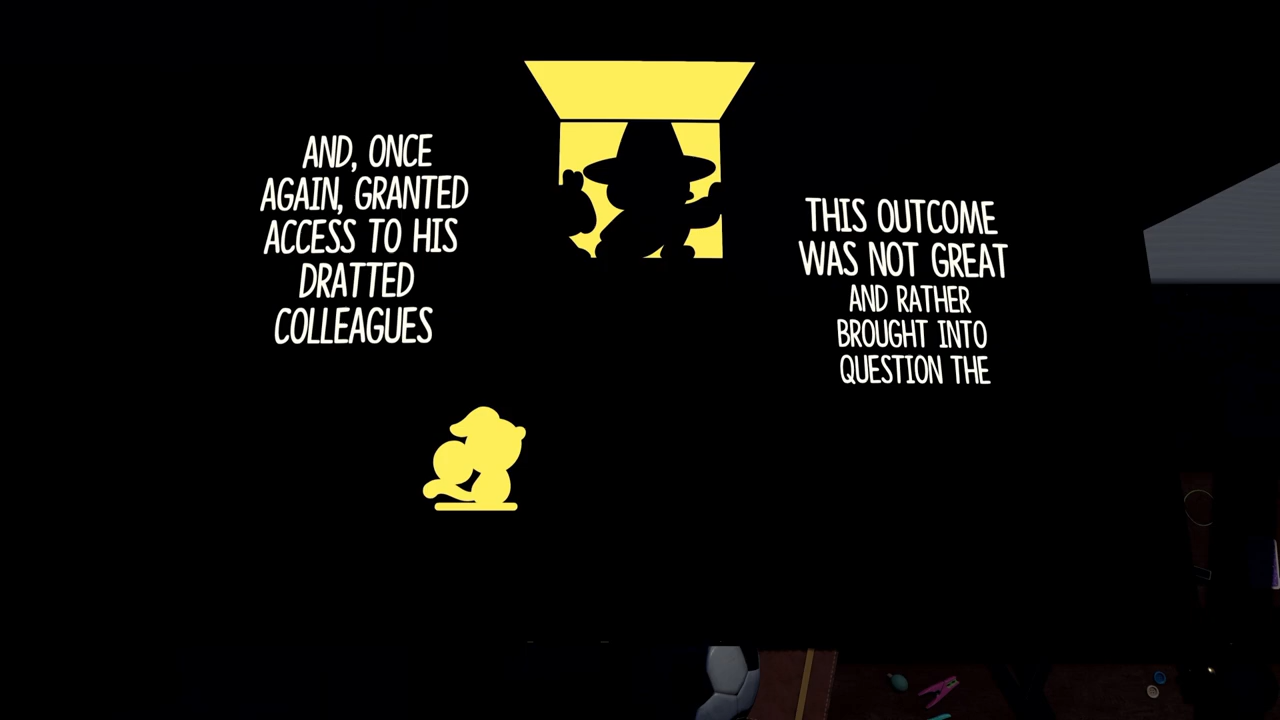 AND, ONCE
AGAIN, GRANTED
ACCESS TO HIS
DRATTED
COLLEAGUES
THIS OUTCOME
WAS NOT GREAT
AND RATHER
BROUGHT INTO
QUESTION THE